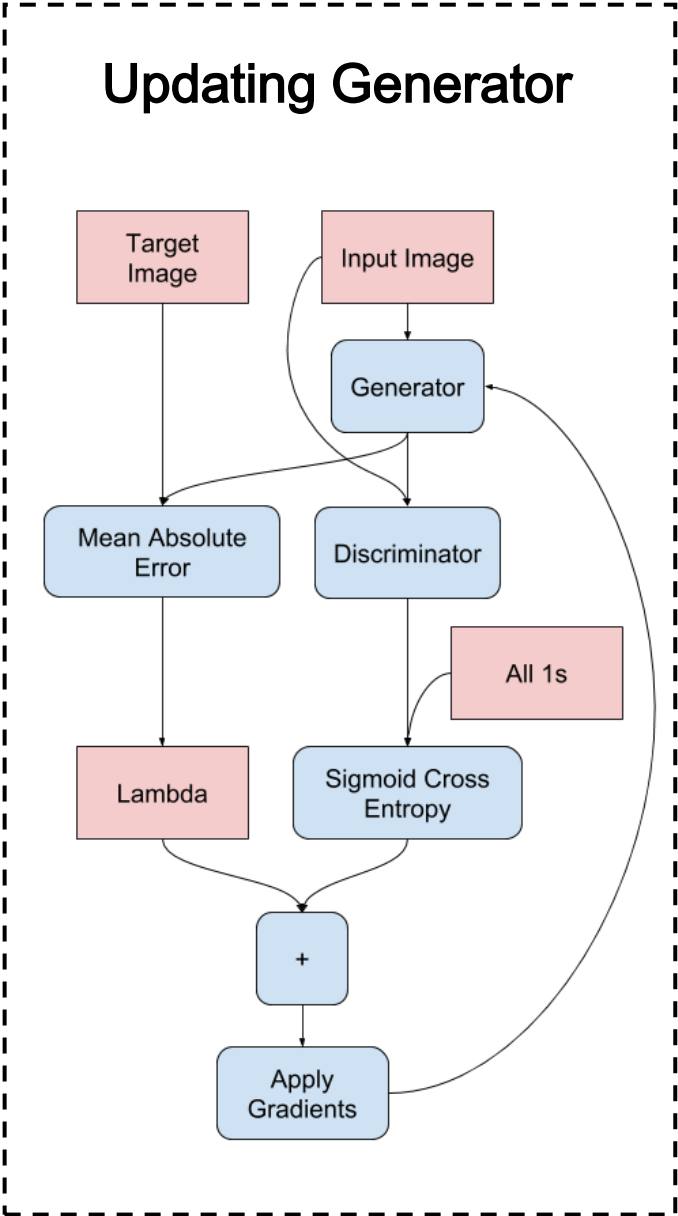 Updating Generator
Target
Image
Input Image
Generator
Mean Absolute
Error
Discriminator
All 1s
Lambda
Sigmoid Cross
Entropy
+
Apply
Gradients